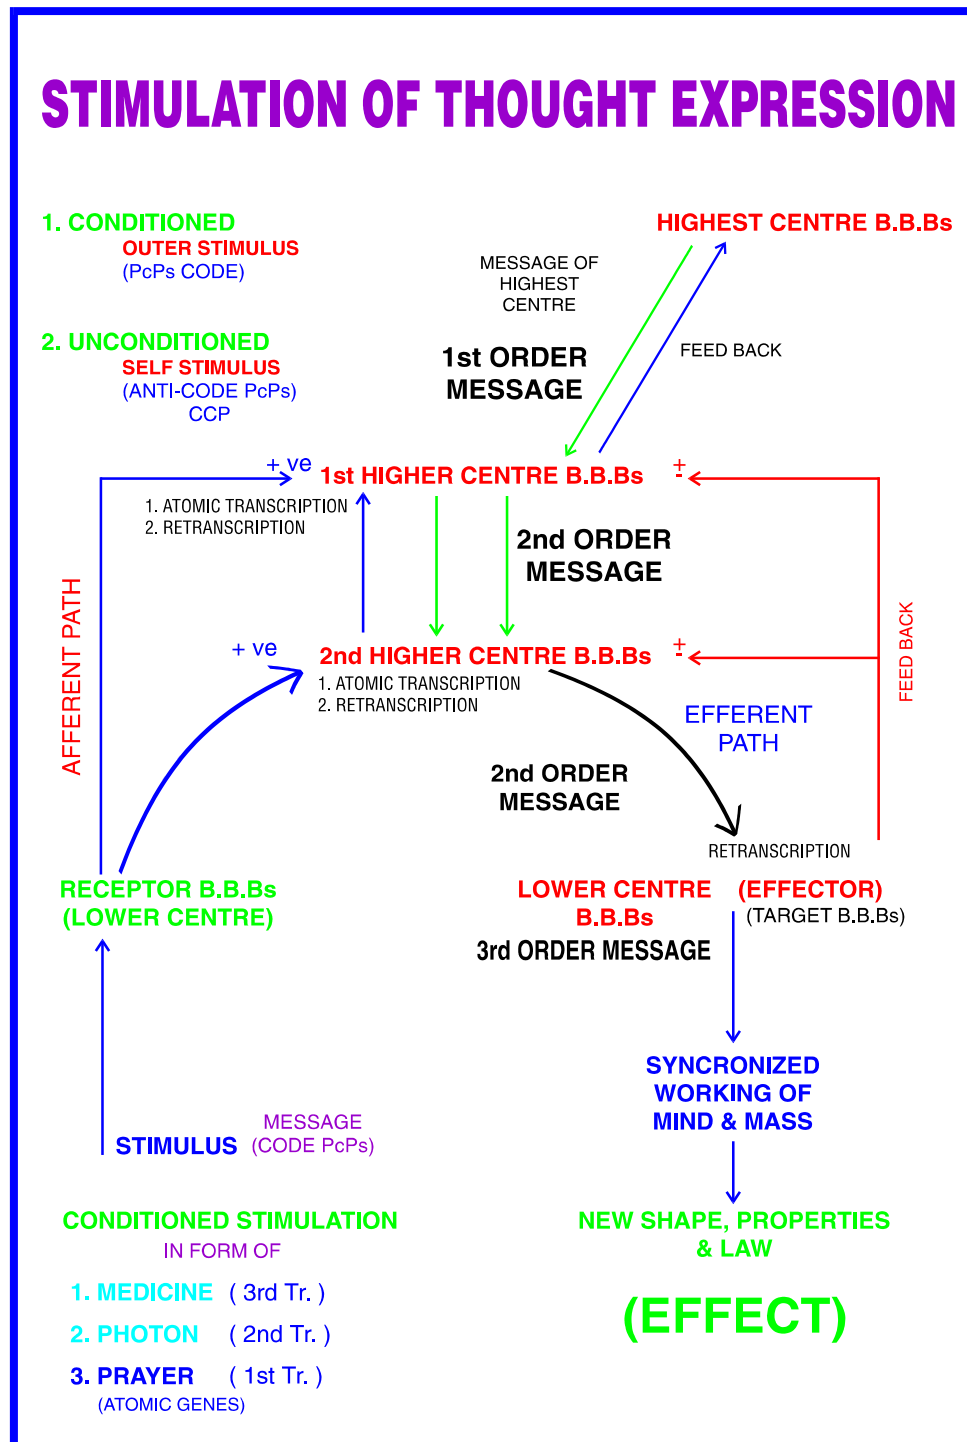 STIMULATION OF THOUGHT EXPRESSION
1. CONDITIONED
OUTER STIMULUS
(PcPs CODE)
2. UNCONDITIONED
SELF STIMULUS
(ANTI-CODE PcPs)
CCP
HIGHEST CENTRE B.B.Bs
MESSAGE OF
HIGHEST
CENTRE
1st ORDER
MESSAGE
FEED BACK
+ ve
1st HIGHER CENTRE B.B.Bs
±
1. ATOMIC TRANSCRIPTION
2. RETRANSCRIPTION
2nd ORDER
MESSAGE
AFFERENT PATH
+ ve
2nd HIGHER CENTRE B.B.Bs
±
1. ATOMIC TRANSCRIPTION
2. RETRANSCRIPTION
FEED BACK
EFFERENT
PATH
2nd ORDER
MESSAGE
RETRANSCRIPTION
RECEPTOR B.B.Bs
(LOWER CENTRE)
LOWER CENTRE (EFFECTOR)
B.B.Bs (TARGET B.B.Bs)
3rd ORDER MESSAGE
SYNCRONIZED
WORKING OF
MIND & MASS
STIMULUS
MESSAGE
(CODE PcPs)
CONDITIONED STIMULATION
IN FORM OF
1. MEDICINE ( 3rd Tr. )
2. PHOTON ( 2nd Tr. )
3. PRAYER ( 1st Tr. )
(ATOMIC GENES)
NEW SHAPE, PROPERTIES
& LAW
(EFFECT)